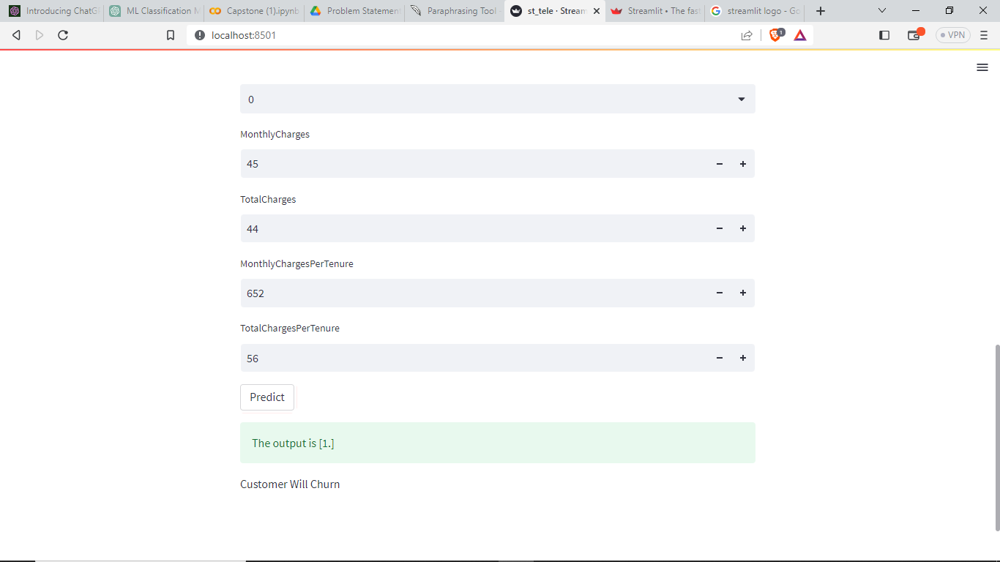 Introducing ChatG
ML Classification M
Capstone (1).ipynb
Problem Statement
Paraphrasing Tool -
st_tele · Stream
Streamlit • The fast
streamlit logo - Go
localhost:8501
1
VPN
0
MonthlyCharges
45
TotalCharges
44
MonthlyChargesPerTenure
652
TotalChargesPerTenure
56
Predict
The output is [1.]
Customer Will Churn